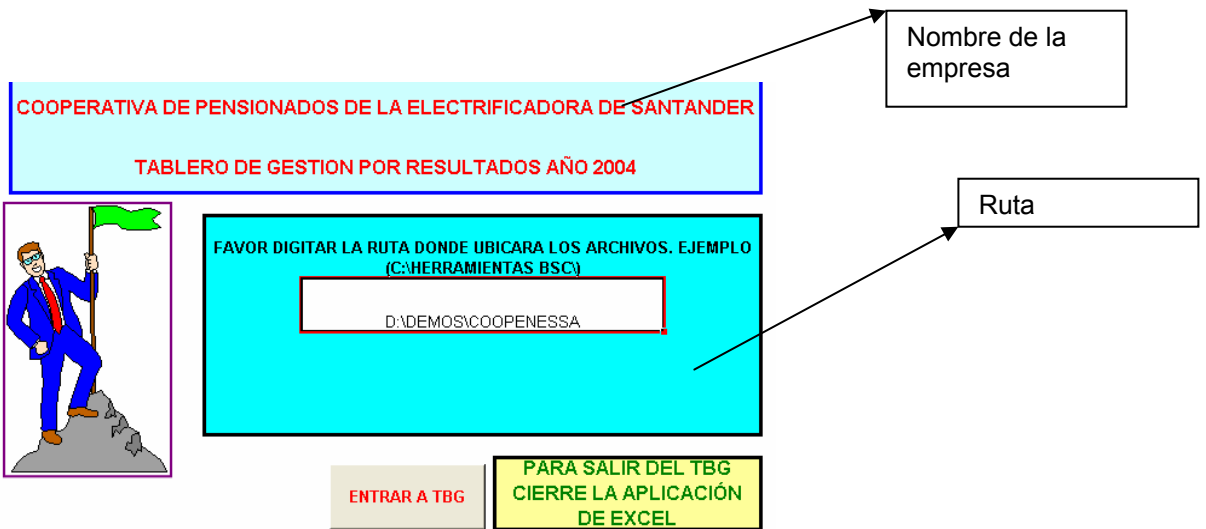 Nombre de la
empresa
COOPERATIVA DE PENSIONADOS DE LA ELECTRIFICADORA DE SANTANDER
TABLERO DE GESTION POR RESULTADOS AÑO 2004
Ruta
FAVOR DIGITAR LA RUTA DONDE UBICARA LOS ARCHIVOS. EJEMPLO
(C:\HERRAMIENTAS BSC\)
D:\DEMOS\COOPENESSA
ENTRAR A TBG
PARA SALIR DEL TBG
CIERRE LA APLICACIÓN
DE EXCEL